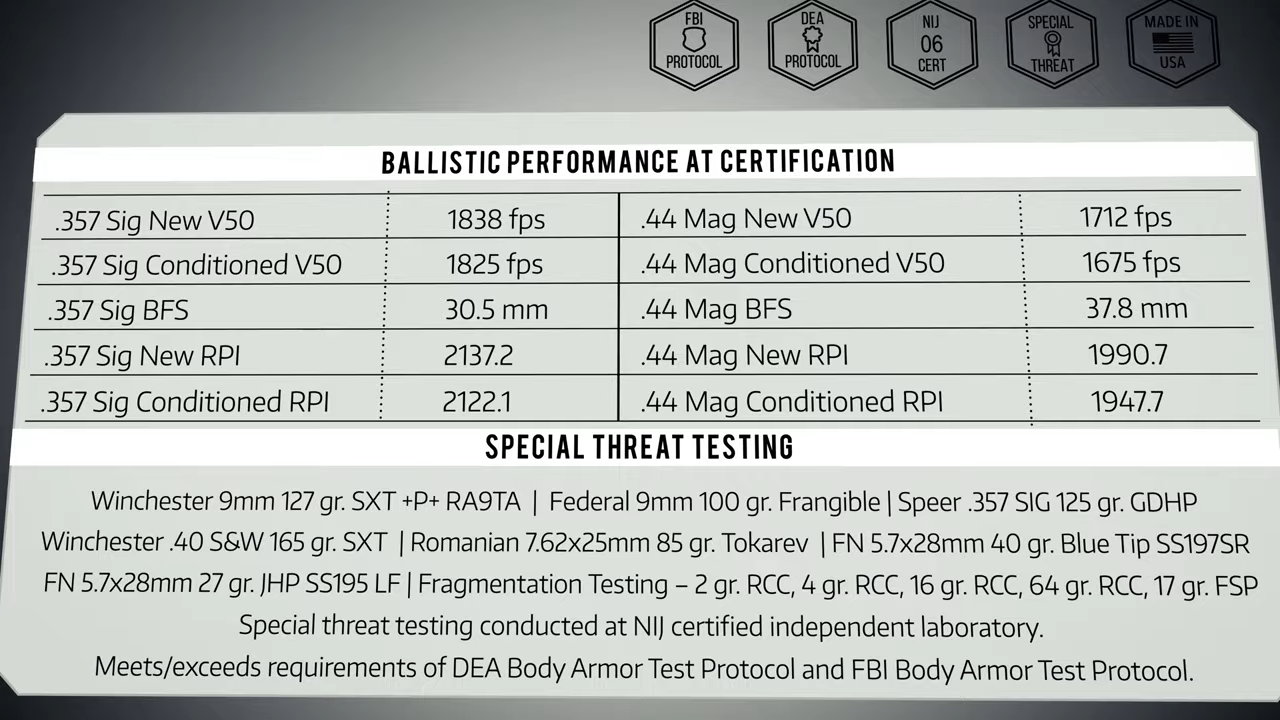 FBI PROTOCOL
DEA PROTOCOL
NIJ 06 CERT
SPECIAL THREAT
MADE IN USA
BALLISTIC PERFORMANCE AT CERTIFICATION
.357 Sig New V50 1838 fps .44 Mag New V50 1712 fps
.357 Sig Conditioned V50 1825 fps .44 Mag Conditioned V50 1675 fps
.357 Sig BFS 30.5 mm .44 Mag BFS 37.8 mm
.357 Sig New RPI 2137.2 .44 Mag New RPI 1990.7
.357 Sig Conditioned RPI 2122.1 .44 Mag Conditioned RPI 1947.7
SPECIAL THREAT TESTING
Winchester 9mm 127 gr. SXT +P+ RA9TA | Federal 9mm 100 gr. Frangible | Speer .357 SIG 125 gr. GDHP
Winchester .40 S&W 165 gr. SXT | Romanian 7.62x25mm 85 gr. Tokarev | FN 5.7x28mm 40 gr. Blue Tip SS197SR
FN 5.7x28mm 27 gr. JHP SS195 LF | Fragmentation Testing – 2 gr. RCC, 4 gr. RCC, 16 gr. RCC, 64 gr. RCC, 17 gr. FSP
Special threat testing conducted at NIJ certified independent laboratory.
Meets/exceeds requirements of DEA Body Armor Test Protocol and FBI Body Armor Test Protocol.